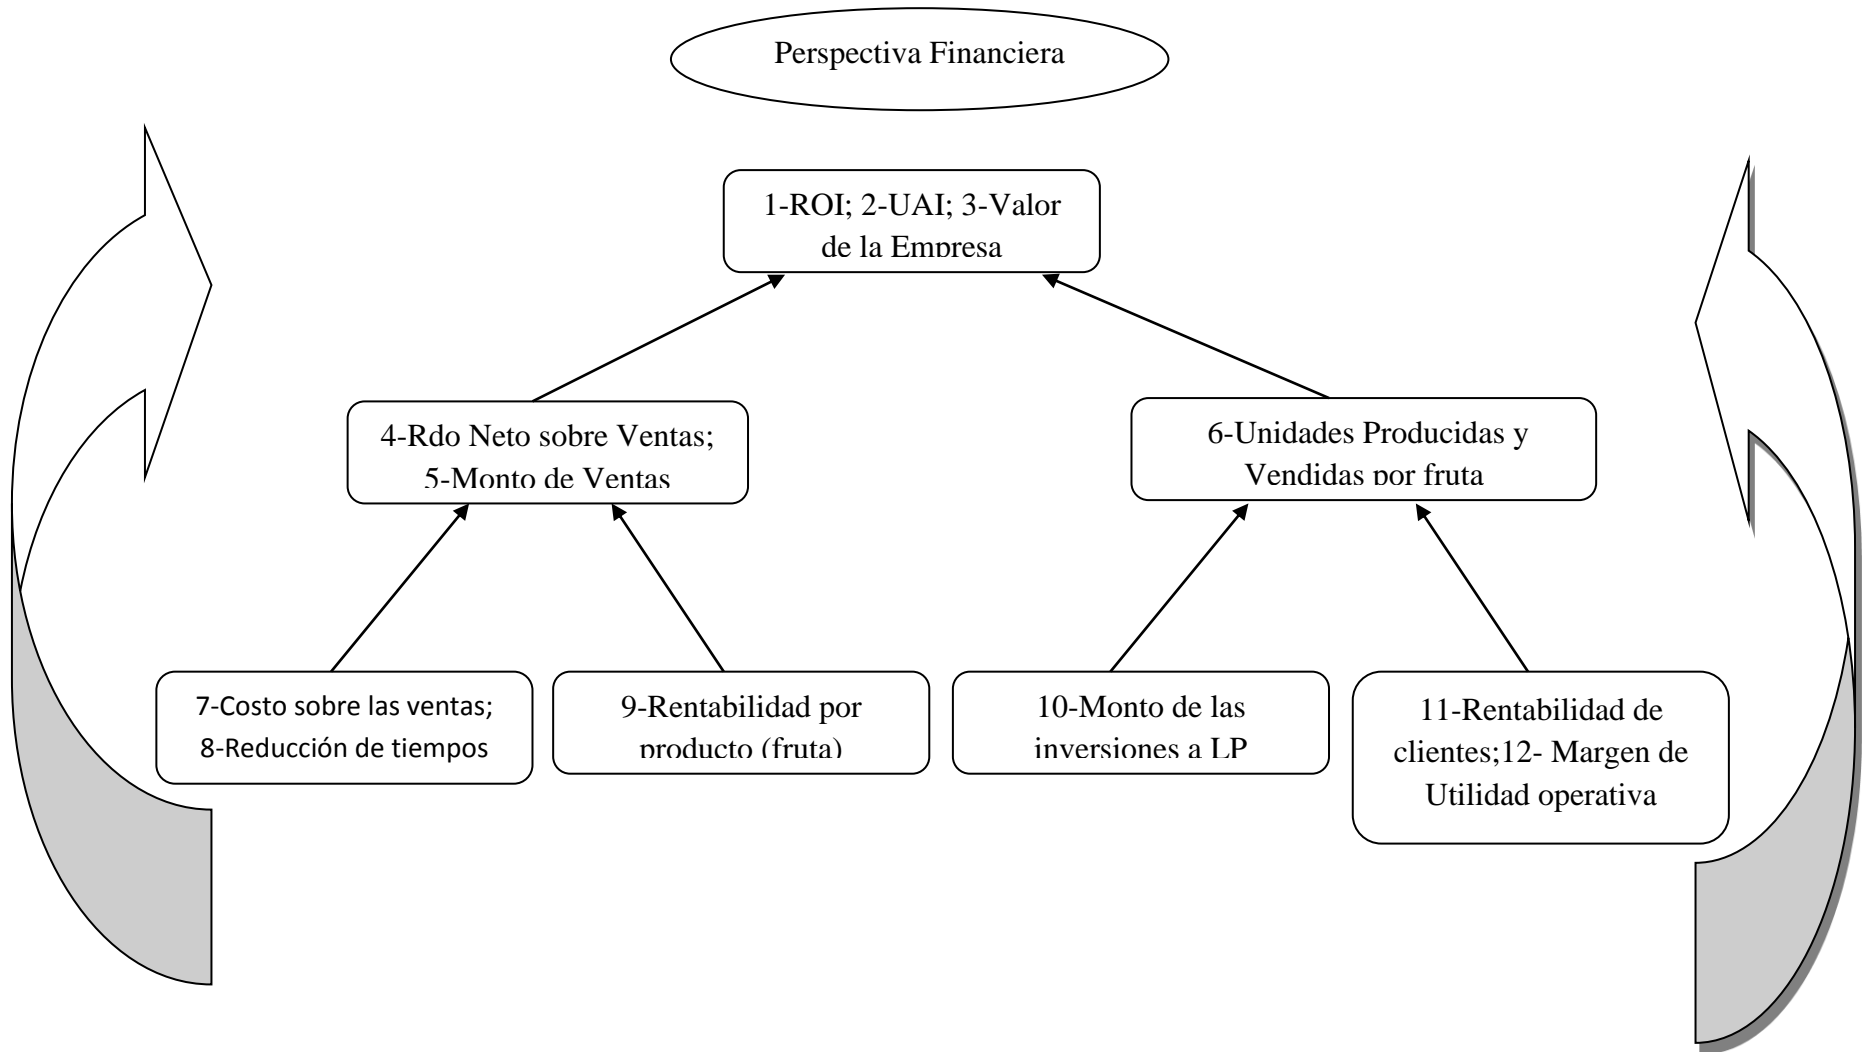 Perspectiva Financiera
1-ROI; 2-UAI; 3-Valor
de la Empresa
4-Rdo Neto sobre Ventas;
5-Monto de Ventas
6-Unidades Producidas y
Vendidas por fruta
7-Costo sobre las ventas;
8-Reducción de tiempos
9-Rentabilidad por
producto (fruta)
10-Monto de las
inversiones a LP
11-Rentabilidad de
clientes;12- Margen de
Utilidad operativa